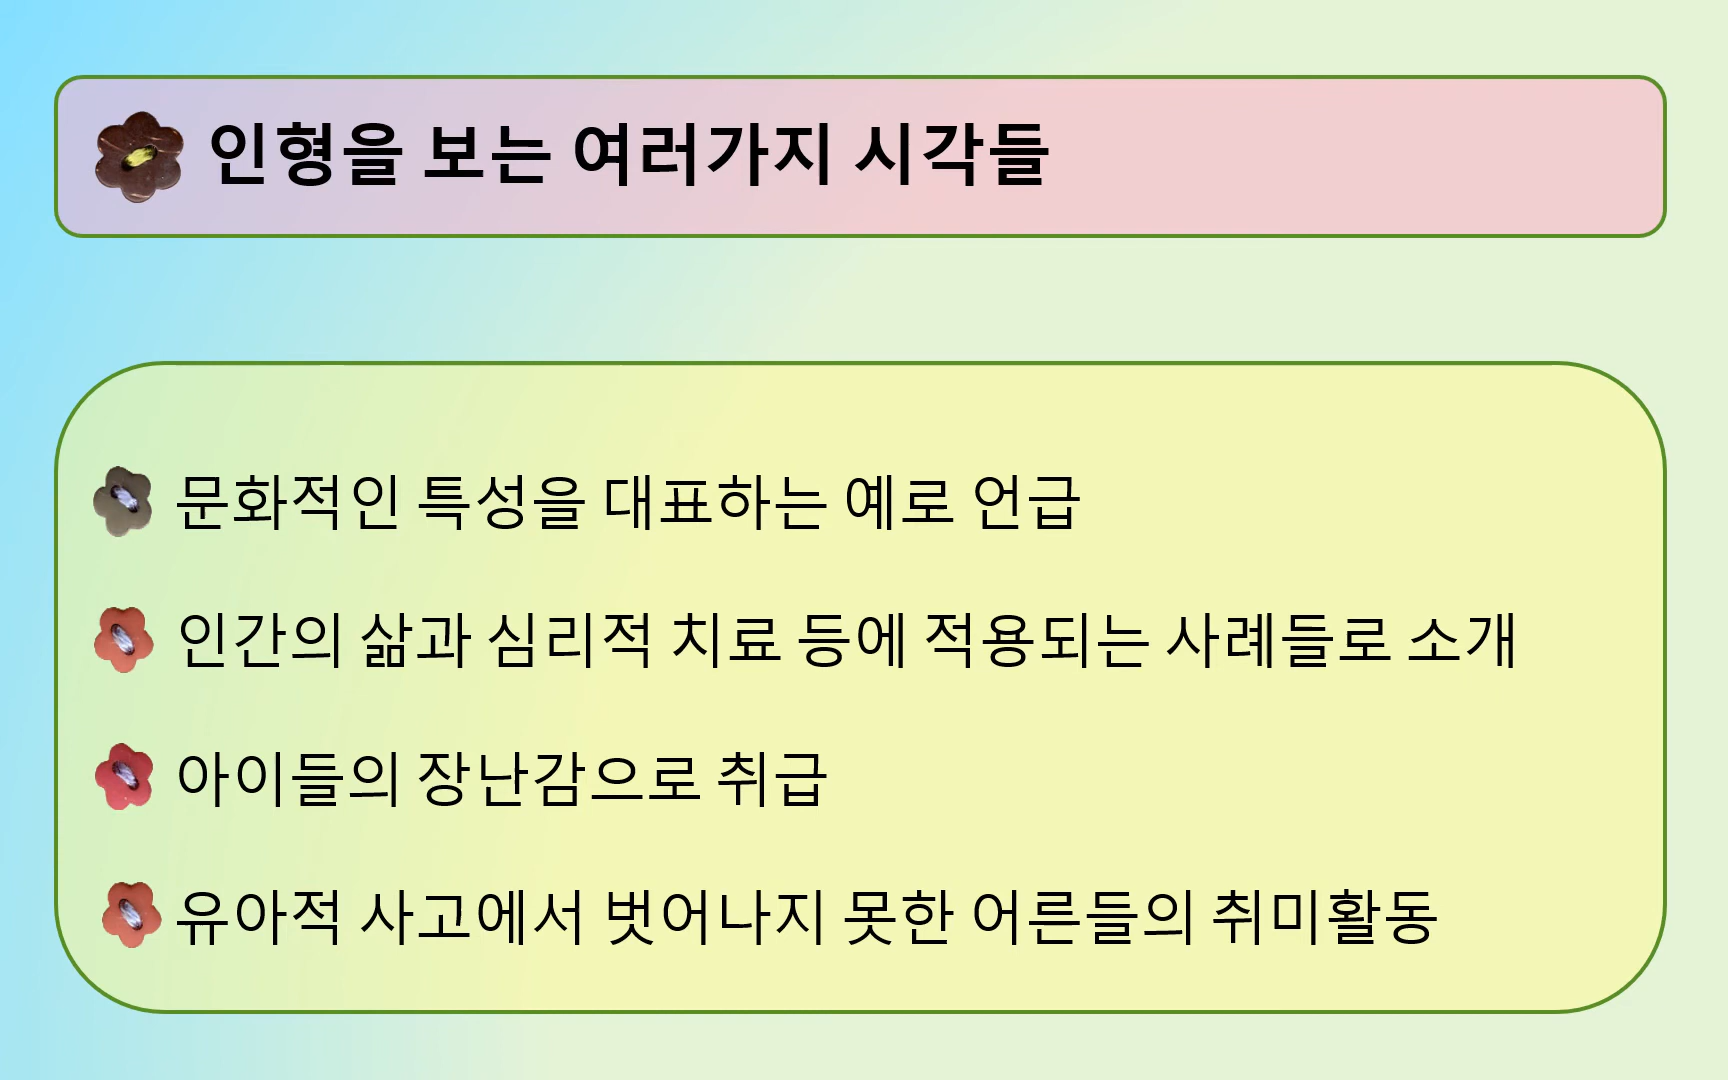 인형을 보는 여러가지 시각들
문화적인 특성을 대표하는 예로 언급
인간의 삶과 심리적 치료 등에 적용되는 사례들로 소개
아이들의 장난감으로 취급
유아적 사고에서 벗어나지 못한 어른들의 취미활동